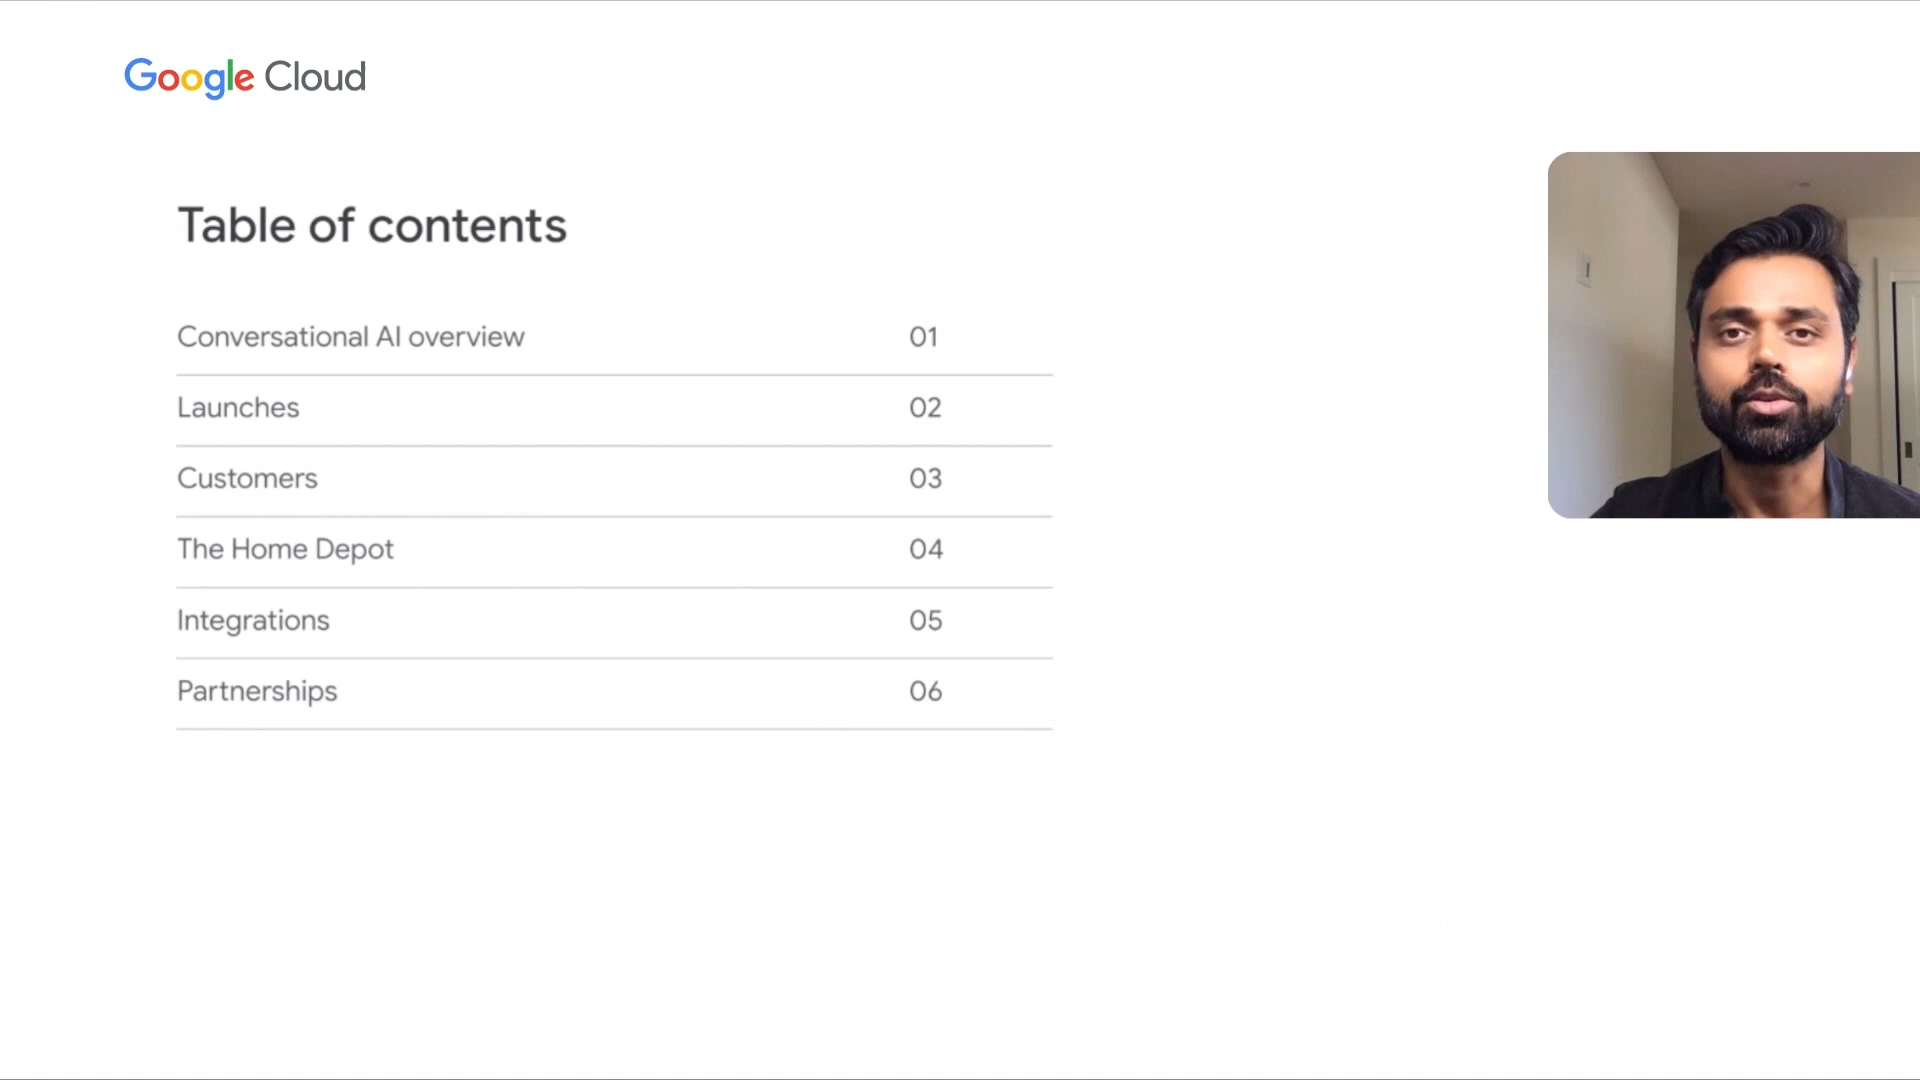 Google Cloud
Table of contents
Conversational AI overview 01
Launches 02
Customers 03
The Home Depot 04
Integrations 05
Partnerships 06